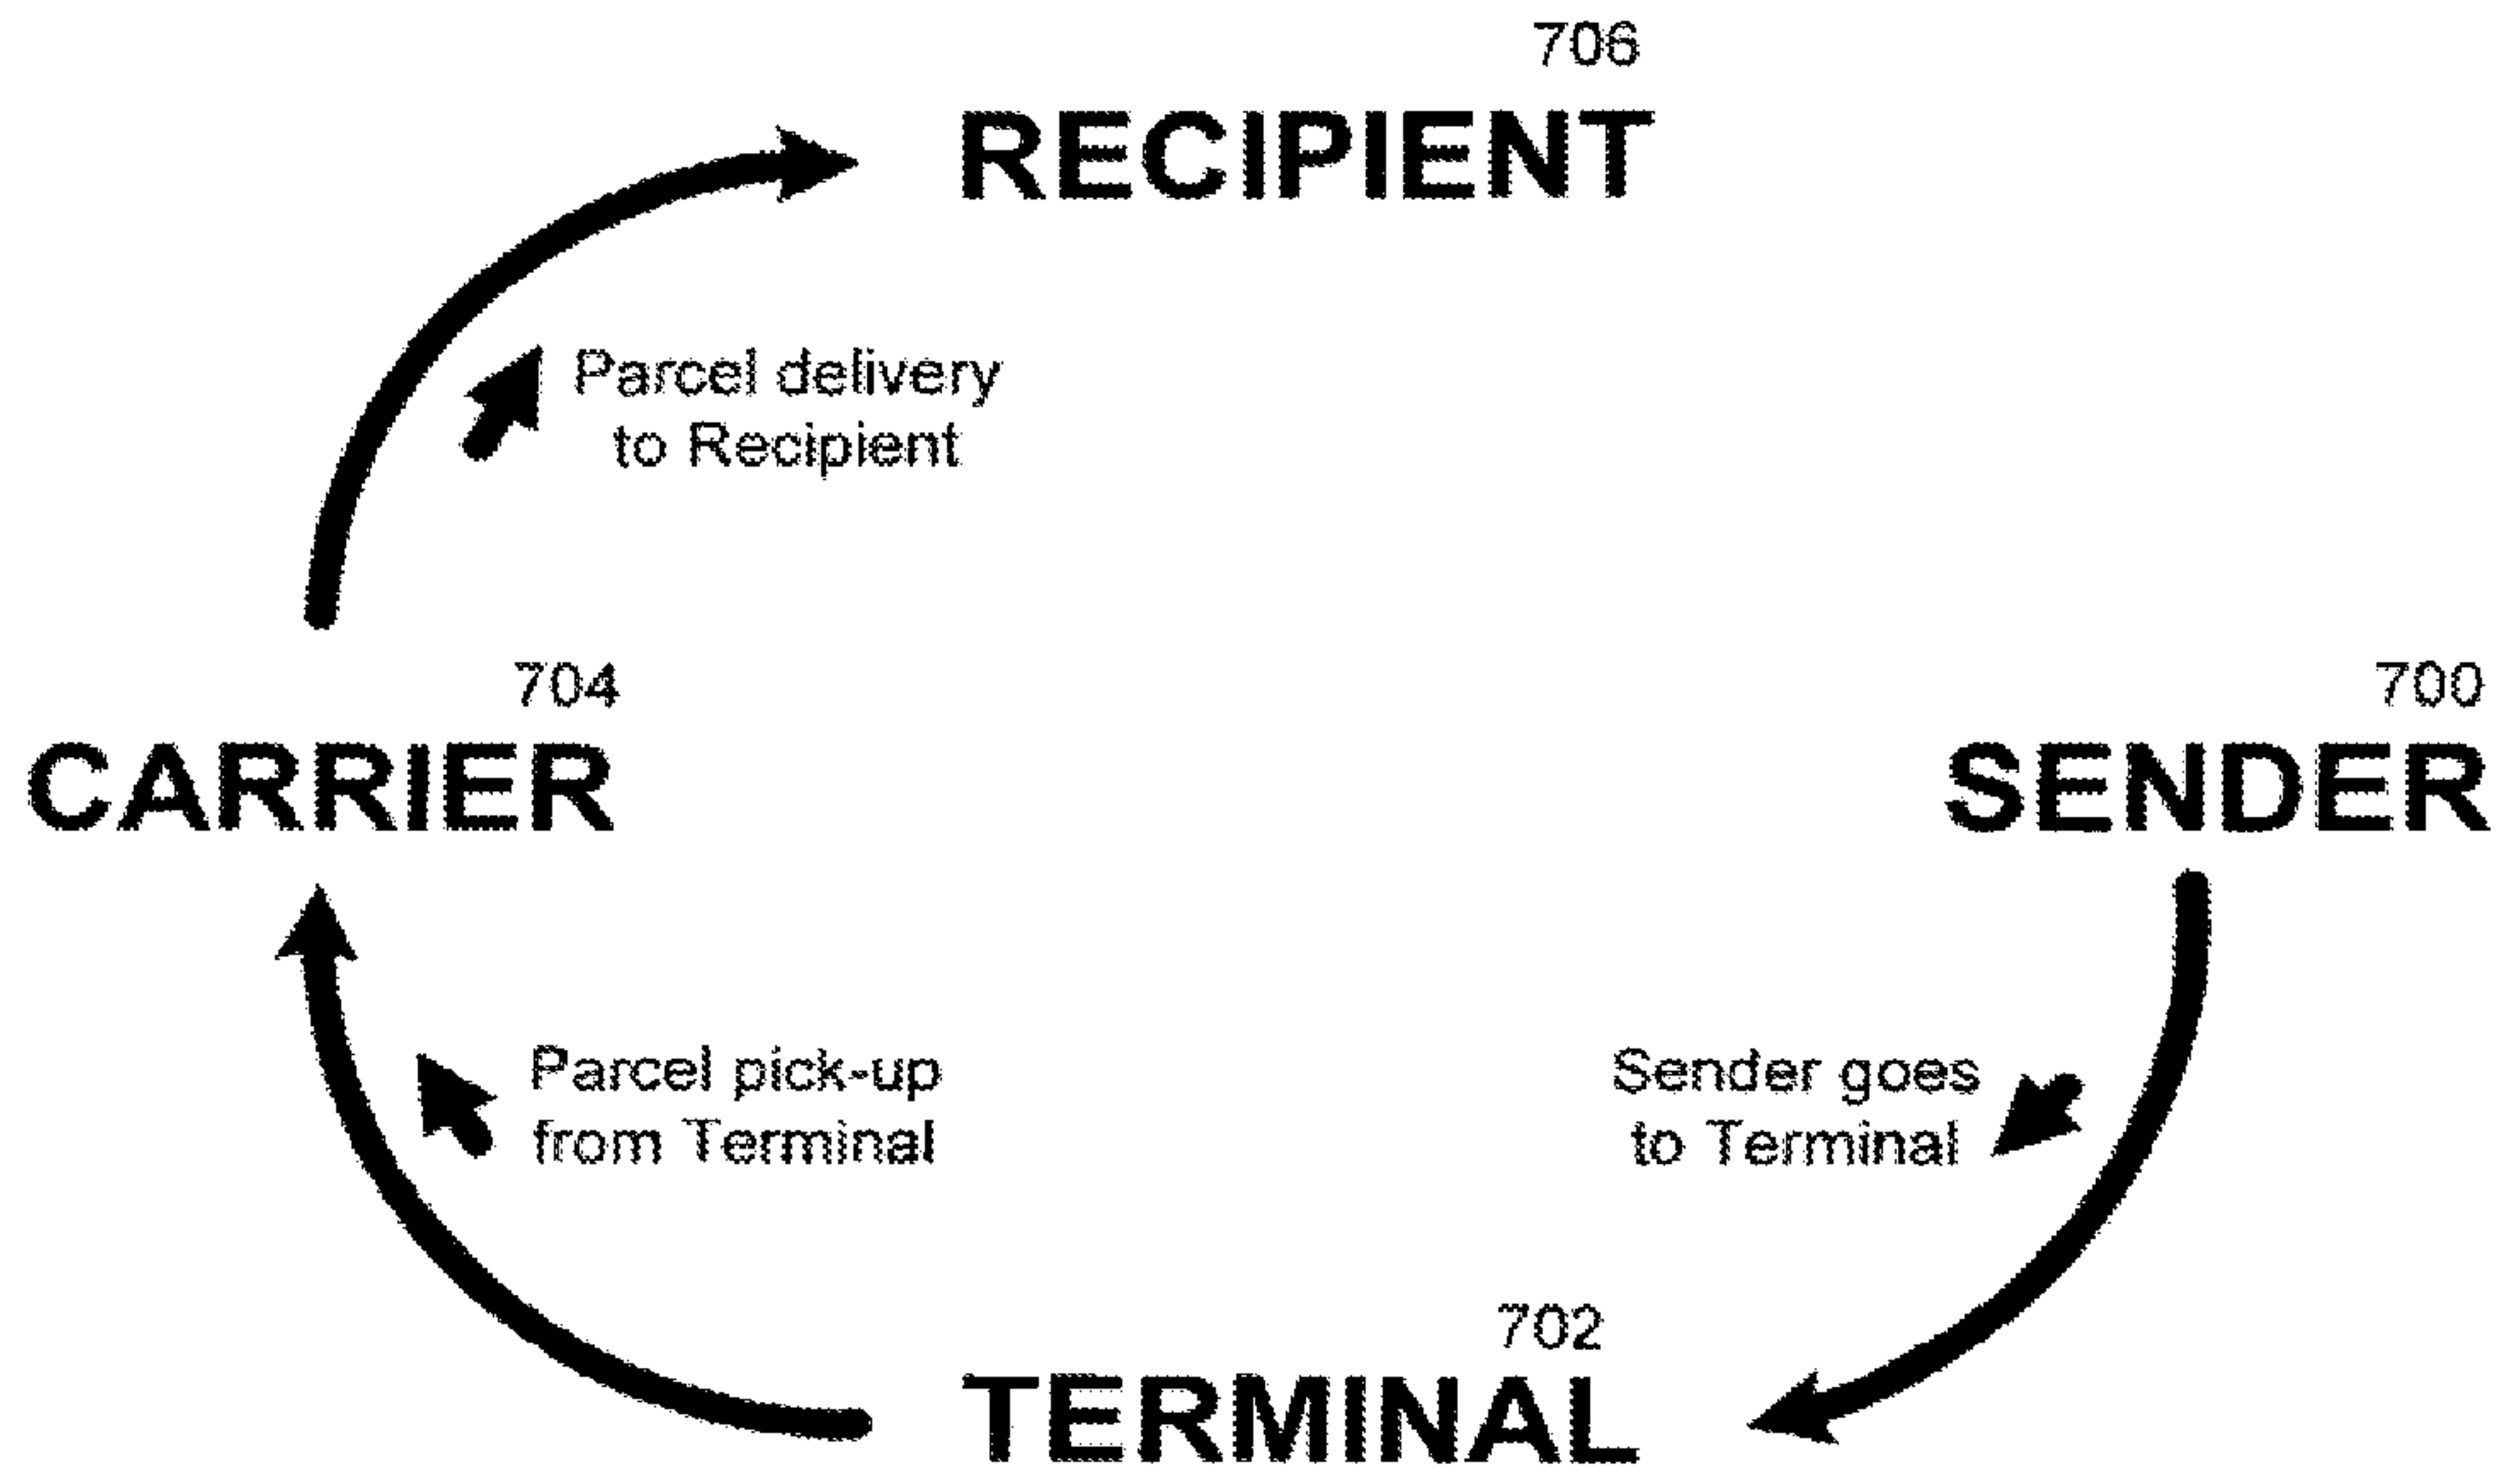 706
RECIPIENT
Parcel delivery
to Recipient
704
CARRIER
700
SENDER
Parcel pick-up
from Terminal
Sender goes
to Terminal
702
TERMINAL